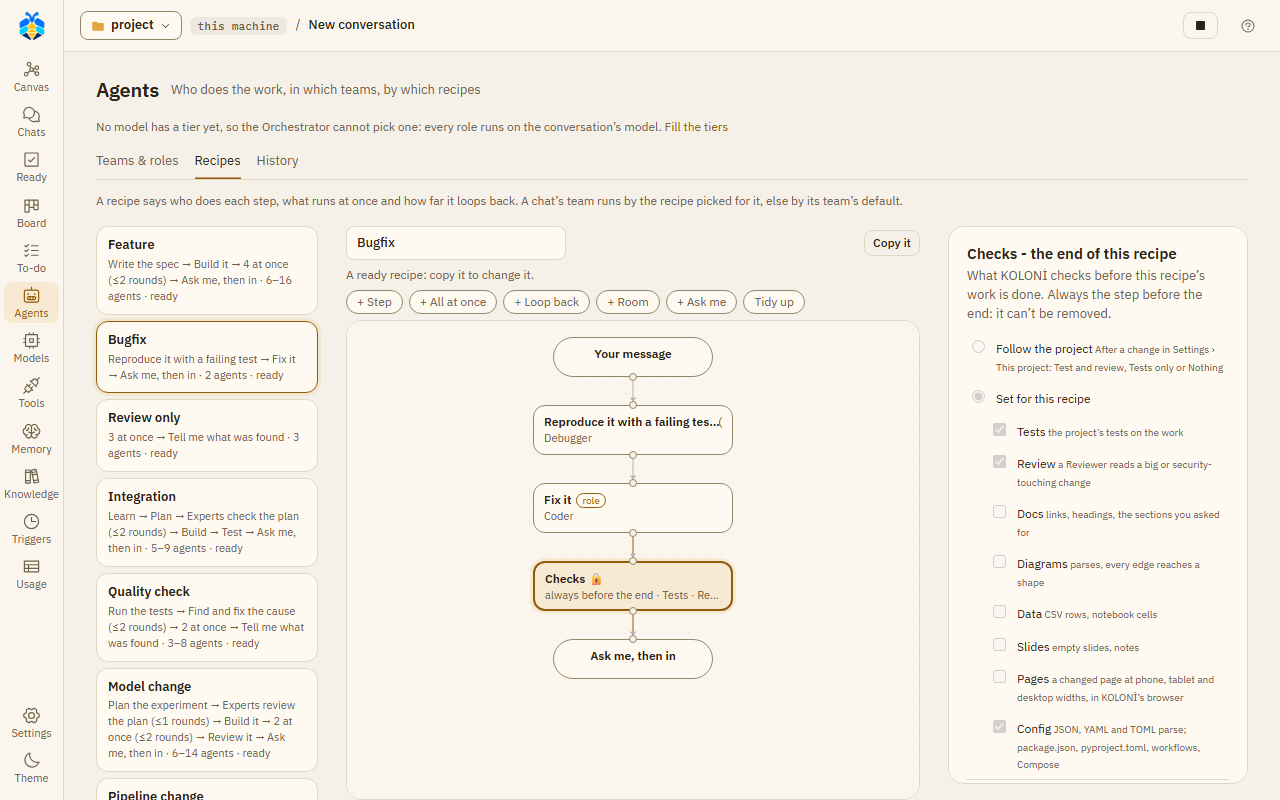 project
this machine
/
New conversation
Canvas
Chats
Ready
Board
To-do
Agents
Models
Tools
Memory
Knowledge
Triggers
Usage
Settings
Theme
Agents
Who does the work, in which teams, by which recipes
No model has a tier yet, so the Orchestrator cannot pick one: every role runs on the conversation's model. Fill the tiers
Teams & roles
Recipes
History
A recipe says who does each step, what runs at once and how far it loops back. A chat's team runs by the recipe picked for it, else by its team's default.
Feature
Write the spec → Build it → 4 at once
(≤2 rounds) → Ask me, then in · 6–16
agents · ready
Bugfix
Reproduce it with a failing test → Fix it
→ Ask me, then in · 2 agents · ready
Review only
3 at once → Tell me what was found · 3
agents · ready
Integration
Learn → Plan → Experts check the plan
(≤2 rounds) → Build → Test → Ask me,
then in · 5–9 agents · ready
Quality check
Run the tests → Find and fix the cause
(≤2 rounds) → 2 at once → Tell me what
was found · 3–8 agents · ready
Model change
Plan the experiment → Experts review
the plan (≤1 rounds) → Build it → 2 at
once (≤2 rounds) → Review it → Ask
me, then in · 6–14 agents · ready
Pipeline change
Bugfix
Copy it
A ready recipe: copy it to change it.
+ Step
+ All at once
+ Loop back
+ Room
+ Ask me
Tidy up
Your message
Reproduce it with a failing tes...(
Debugger
Fix it
role
Coder
Checks 🔒
always before the end · Tests · Re...
Ask me, then in
Checks - the end of this recipe
What KOLONİ checks before this recipe's
work is done. Always the step before the
end: it can't be removed.
Follow the project After a change in Settings ›
This project: Test and review, Tests only or Nothing
Set for this recipe
Tests the project's tests on the work
Review a Reviewer reads a big or security-
touching change
Docs links, headings, the sections you asked
for
Diagrams parses, every edge reaches a
shape
Data CSV rows, notebook cells
Slides empty slides, notes
Pages a changed page at phone, tablet and
desktop widths, in KOLONİ's browser
Config JSON, YAML and TOML parse;
package.json, pyproject.toml, workflows,
Compose